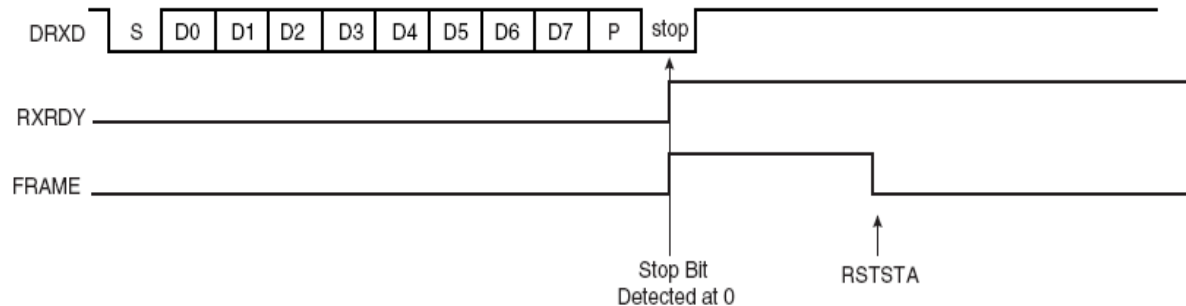 DRXD S D0 D1 D2 D3 D4 D5 D6 D7 P stop
RXRDY
FRAME
Stop Bit
Detected at 0
RSTSTA